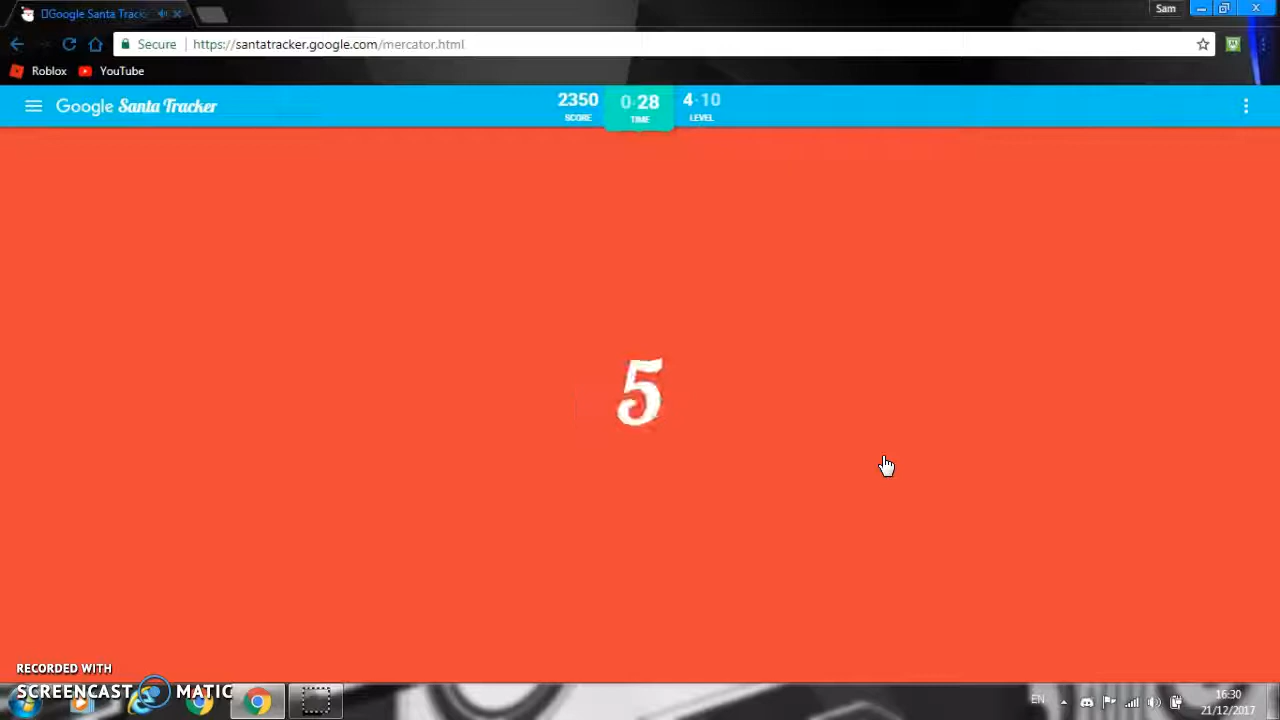 Google Santa Track
Sam
Secure
https://santatracker.google.com/mercator.html
Roblox
YouTube
Google Santa Tracker
2350
SCORE
0·28
TIME
4·10
LEVEL
5
RECORDED WITH
SCREENCAST MATIC
EN
16:30
21/12/2017